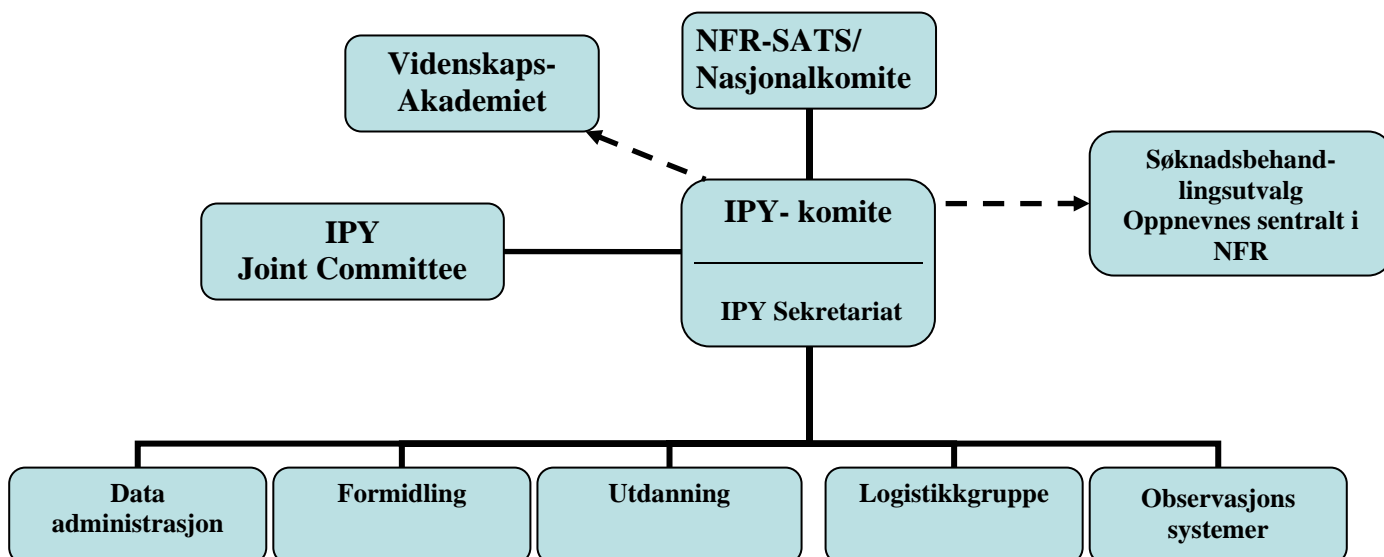 NFR-SATS/
Nasjonalkomite
Videnskaps-
Akademiet
Søknadsbehand-
lingsutvalg
Oppnevnes sentralt i
NFR
IPY- komite
IPY
Joint Committee
IPY Sekretariat
Data
administrasjon
Formidling
Utdanning
Logistikkgruppe
Observasjons
systemer